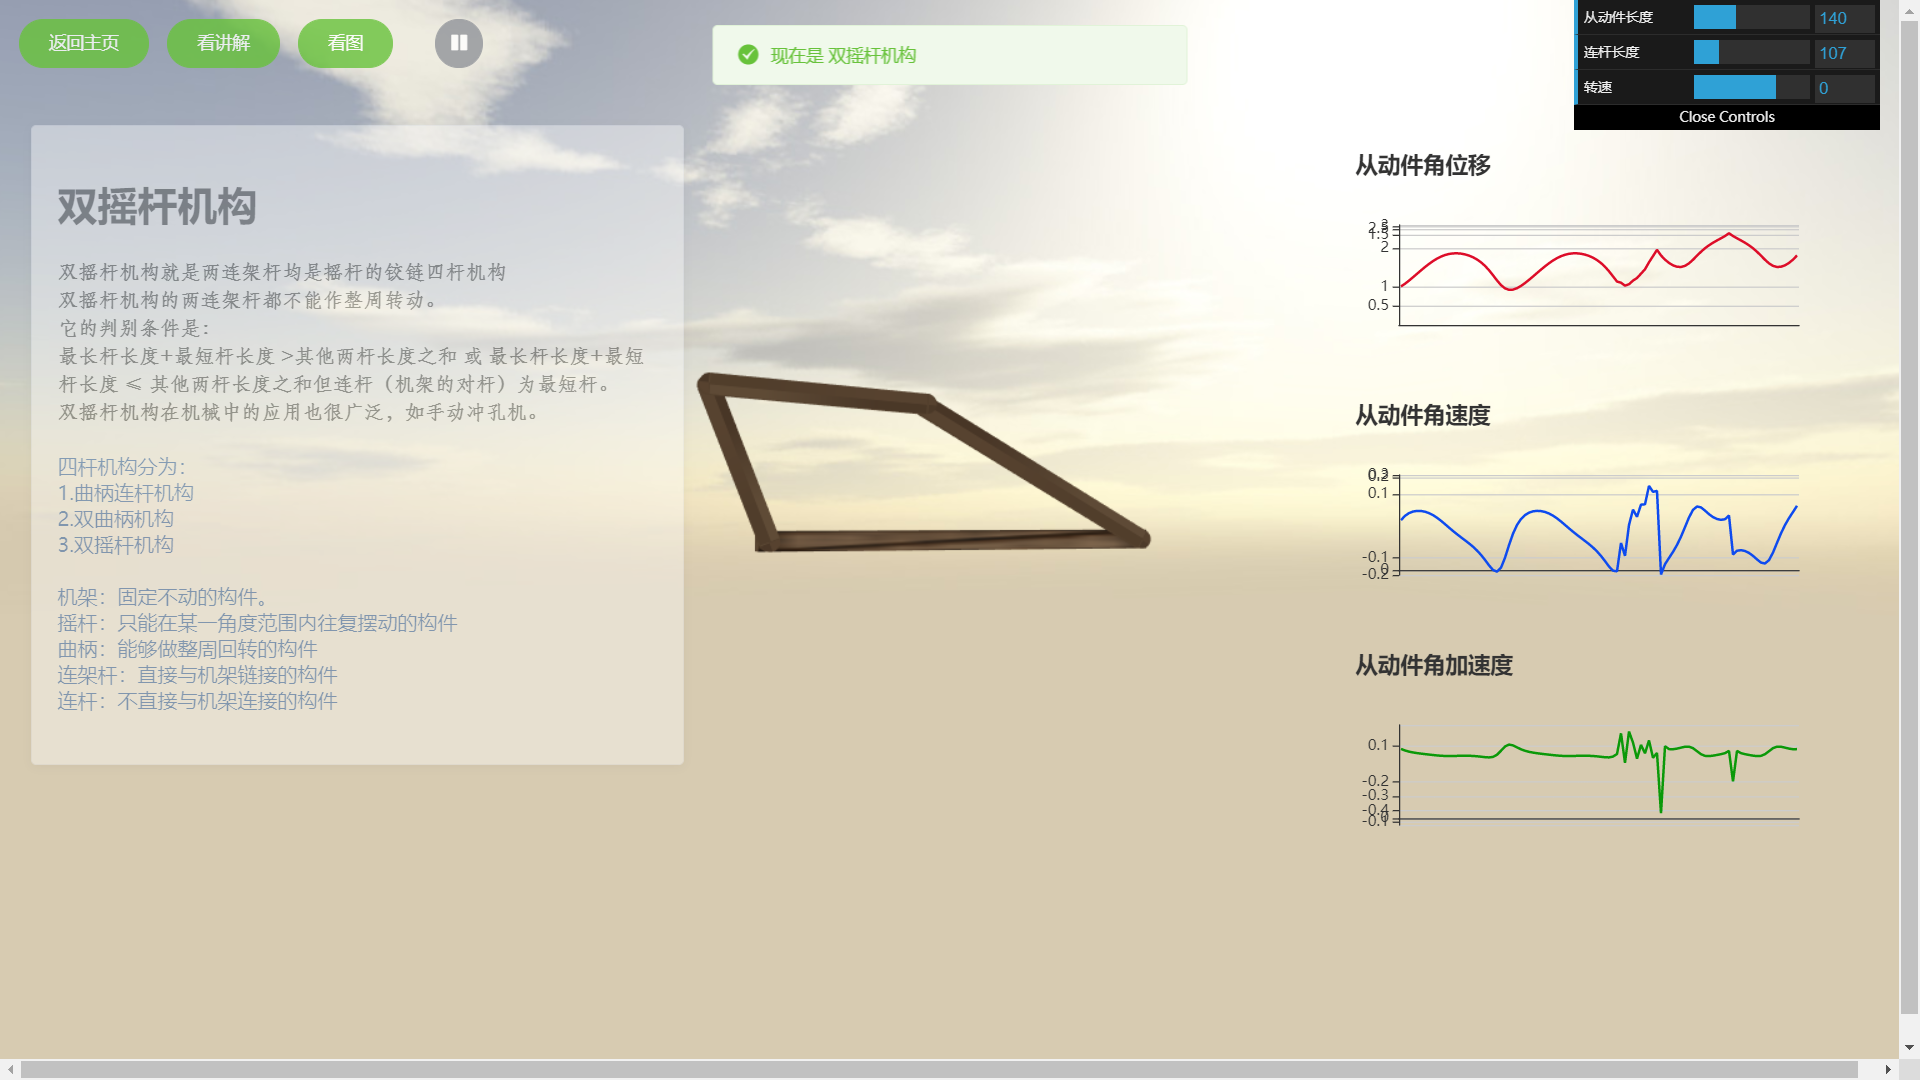 返回主页
看讲解
看图
现在是 双摇杆机构
从动件长度
140
连杆长度
107
转速
0
Close Controls
双摇杆机构
双摇杆机构就是两连架杆均是摇杆的铰链四杆机构
双摇杆机构的两连架杆都不能作整周转动。
它的判别条件是：
最长杆长度+最短杆长度 >其他两杆长度之和 或 最长杆长度+最短
杆长度 ≤ 其他两杆长度之和但连杆（机架的对杆）为最短杆。
双摇杆机构在机械中的应用也很广泛，如手动冲孔机。
四杆机构分为：
1.曲柄连杆机构
2.双曲柄机构
3.双摇杆机构
机架：固定不动的构件。
摇杆：只能在某一角度范围内往复摆动的构件
曲柄：能够做整周回转的构件
连架杆：直接与机架链接的构件
连杆：不直接与机架连接的构件
从动件角位移
2
1
0.5
从动件角速度
0.1
-0.1
-0.2
从动件角加速度
0.1
-0.2
-0.3
-0.4
-0.1